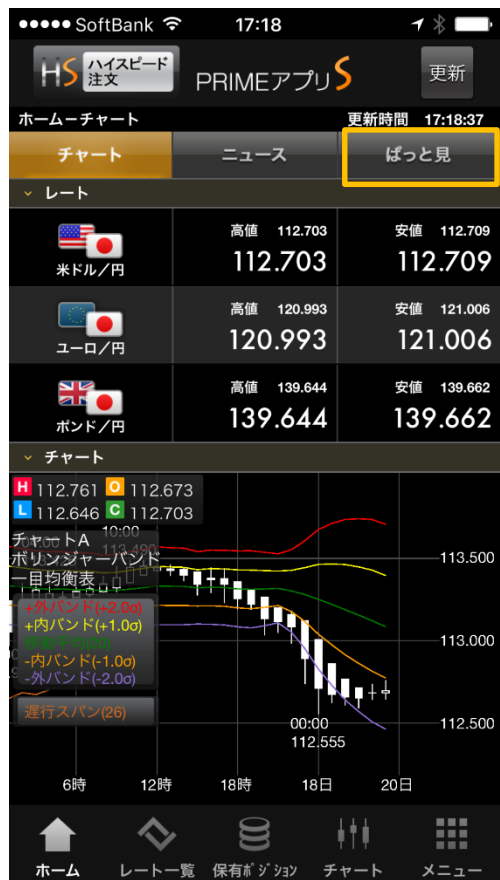 SoftBank 17:18
HS ハイスピード注文 PRIMEアプリS 更新
ホームーチャート 更新時間 17:18:37
チャート ニュース ぱっと見
レート
高値 112.703 安値 112.709
米ドル/円 112.703 112.709
高値 120.993 安値 121.006
ユーロ/円 120.993 121.006
高値 139.644 安値 139.662
ポンド/円 139.644 139.662
チャート
H 112.761 O 112.673
L 112.646 C 112.703
チャートA 10:00
ボリンジャーバンド 113.490
一目均衡表
113.500
+外バンド(+2.0σ)
+内バンド(+1.0σ)
-内バンド(-1.0σ)
-外バンド(-2.0σ)
113.000
遅行スパン(26)
00:00
112.555
112.500
6時 12時 18時 18日 20日
ホーム レート一覧 保有ポジション チャート メニュー